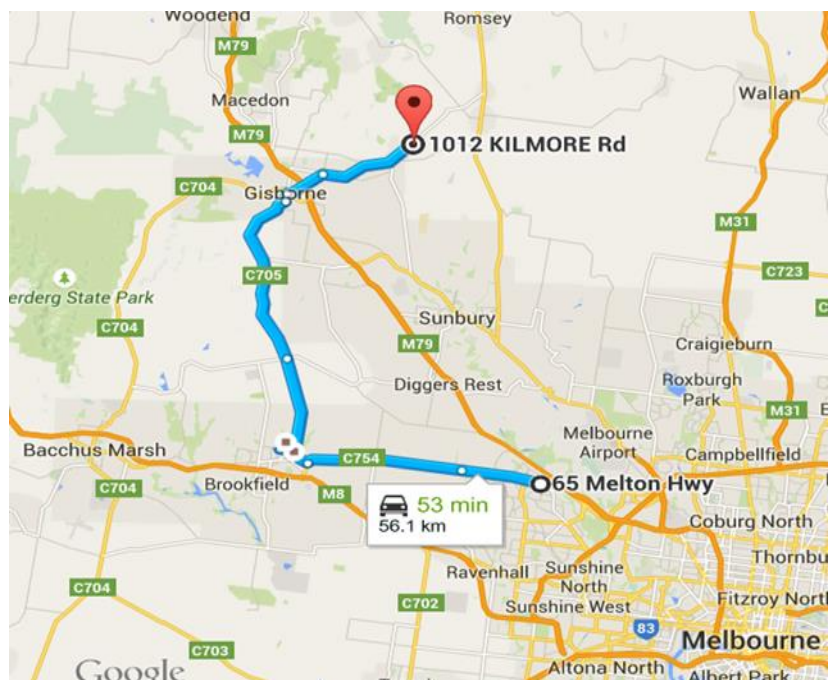 Woodend
Romsey
M79
Macedon
Wallan
M79
1012 KILMORE Rd
C704
Gisborne
M31
C705
C723
erderg State Park
C704
Sunbury
M79
Craigieburn
Diggers Rest
Roxburgh
Park
M31
Melbourne
Airport
Bacchus Marsh
C754
Campbellfield
C704
Brookfield
M8
65 Melton Hwy
53 min
56.1 km
Coburg North
Ravenhall
Sunshine
North
Thornbu
C704
C702
Sunshine West
Fitzroy North
83
Melbourne
C703
Google
Altona North
Albert Park